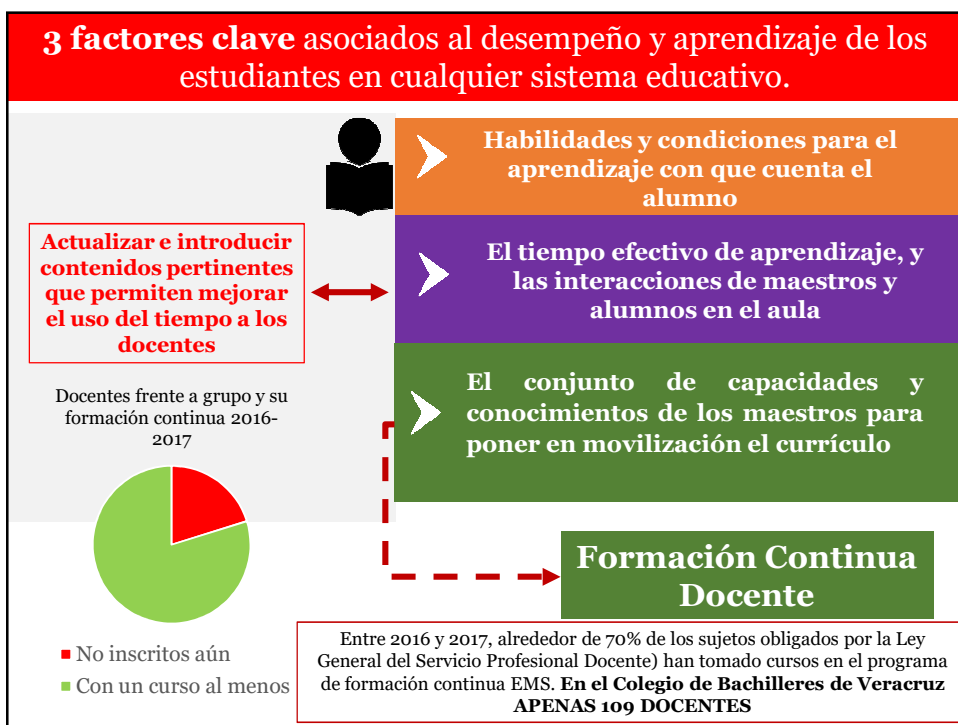 3 factores clave asociados al desempeño y aprendizaje de los
estudiantes en cualquier sistema educativo.
Habilidades y condiciones para el
aprendizaje con que cuenta el
alumno
Actualizar e introducir
contenidos pertinentes
que permiten mejorar
el uso del tiempo a los
docentes
El tiempo efectivo de aprendizaje, y
las interacciones de maestros y
alumnos en el aula
El conjunto de capacidades y
conocimientos de los maestros para
poner en movilización el currículo
Docentes frente a grupo y su
formación continua 2016-
2017
No inscritos aún
Con un curso al menos
Formación Continua
Docente
Entre 2016 y 2017, alrededor de 70% de los sujetos obligados por la Ley
General del Servicio Profesional Docente) han tomado cursos en el programa
de formación continua EMS. En el Colegio de Bachilleres de Veracruz
APENAS 109 DOCENTES